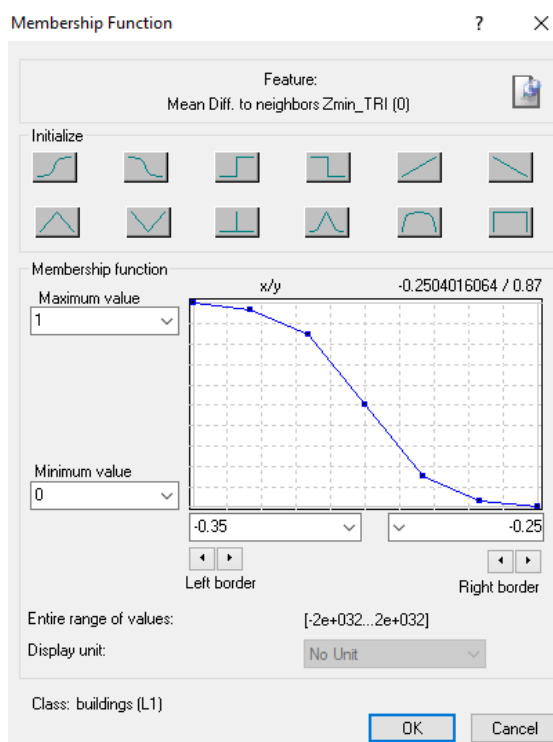 Membership Function
?
Feature:
Mean Diff. to neighbors Zmin_TRI (0)
Initialize
Membership function
x/y
-0.2504016064 / 0.87
Maximum value
1
Minimum value
0
-0.35
-0.25
Left border
Right border
Entire range of values:
[-2e+032...2e+032]
Display unit:
No Unit
Class: buildings (L1)
OK
Cancel